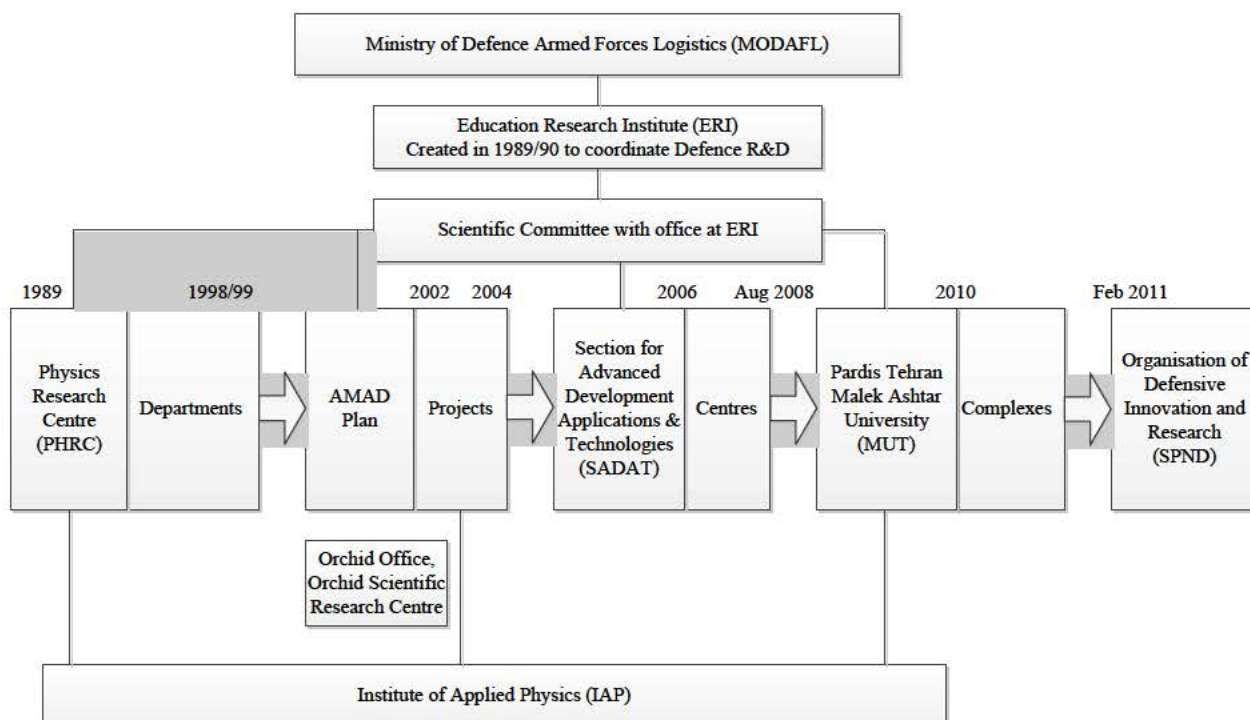 Ministry of Defence Armed Forces Logistics (MODAFL)
Education Research Institute (ERI)
Created in 1989/90 to coordinate Defence R&D
Scientific Committee with office at ERI
1989
1998/99
2002
2004
2006
Aug 2008
2010
Feb 2011
Physics
Research
Centre
(PHRC)
Departments
AMAD
Plan
Projects
Section for
Advanced
Development
Applications &
Technologies
(SADAT)
Centres
Pardis Tehran
Malek Ashtar
University
(MUT)
Complexes
Organisation of
Defensive
Innovation and
Research
(SPND)
Orchid Office,
Orchid Scientific
Research Centre
Institute of Applied Physics (IAP)